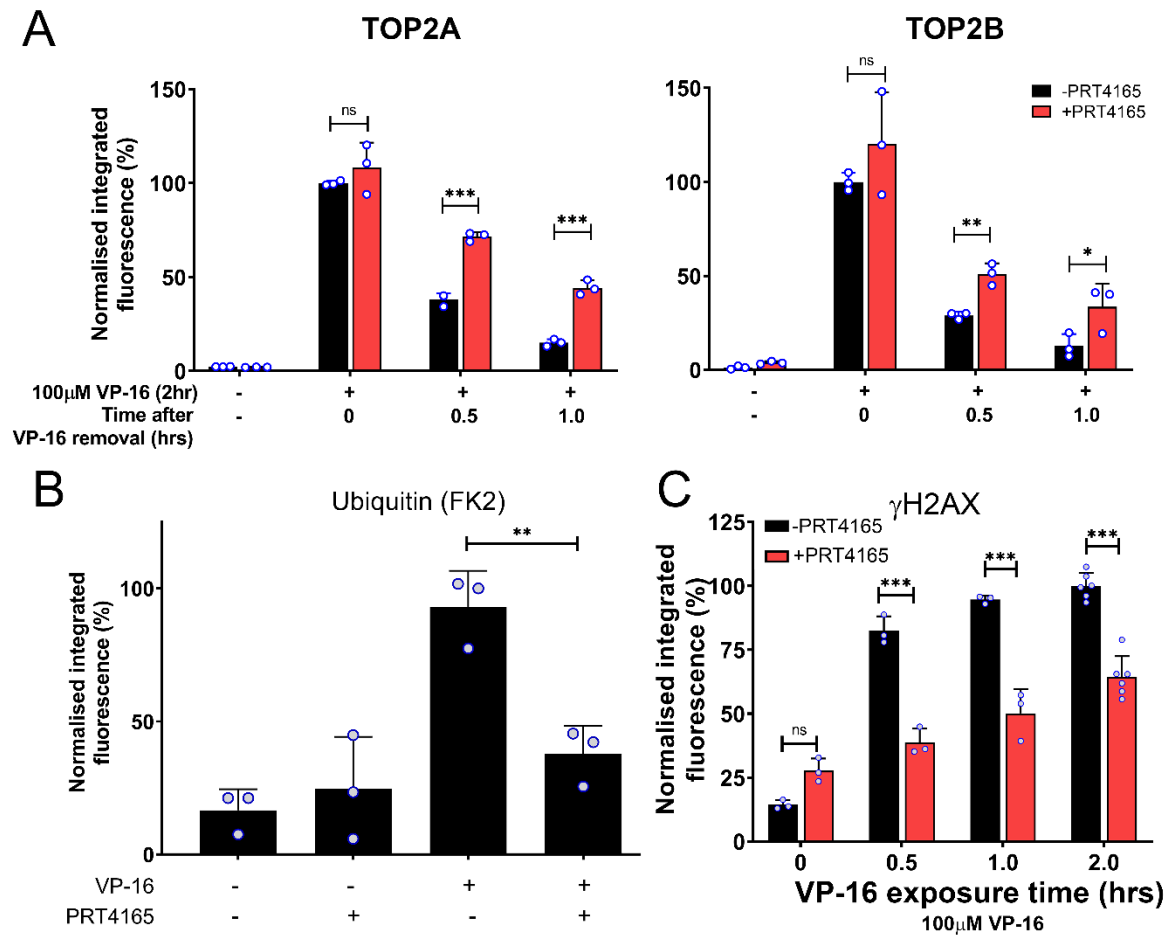 A
TOP2A
TOP2B
Normalised integrated
fluorescence (%)
150
100
50
0
ns
***
***
100μM VP-16 (2hr)
- + + +
Time after
VP-16 removal (hrs)
- 0 0.5 1.0
Normalised integrated
fluorescence (%)
150
100
50
0
ns
**
*
-PRT4165
+PRT4165
- + + +
- 0 0.5 1.0
B
Ubiquitin (FK2)
Normalised integrated
fluorescence (%)
100
50
0
**
VP-16 - - + +
PRT4165 - + - +
C
γH2AX
-PRT4165
+PRT4165
Normalised integrated
fluorescence (%)
125
100
75
50
25
0
ns
***
***
***
0 0.5 1.0 2.0
VP-16 exposure time (hrs)
100μM VP-16